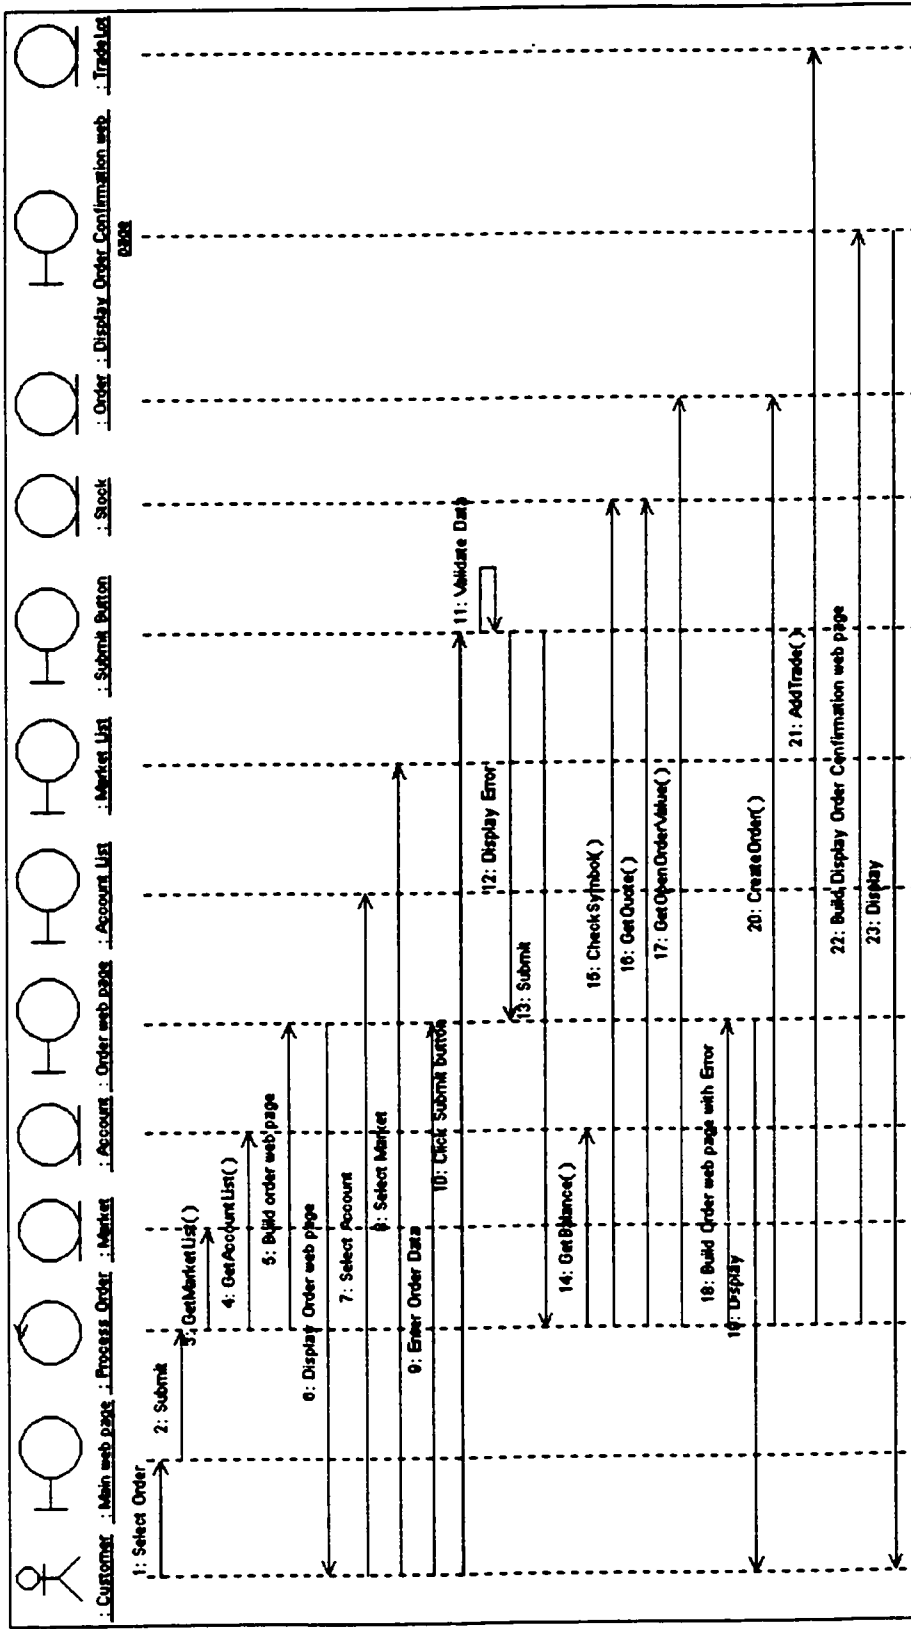 : Customer
: Main web page
: Process Order
: Market
: Account
: Order web page
: Account List
: Market List
: Submit Button
: Stock
: Order
: Display Order Confirmation web
page
: Trade Lot
1: Select Order
2: Submit
3: GetMarketList( )
4: GetAccountList( )
5: Build order web page
6: Display Order web page
7: Select Account
8: Select Market
9: Enter Order Data
10: Click Submit button
11: Validate Data
12: Display Error
13: Submit
14: GetBalance( )
15: CheckSymbol( )
16: GetQuote( )
17: GetOpenOrderValue( )
18: Build Order web page with Error
19: Display
20: CreateOrder( )
21: AddTrade( )
22: Build, Display Order Confirmation web page
23: Display